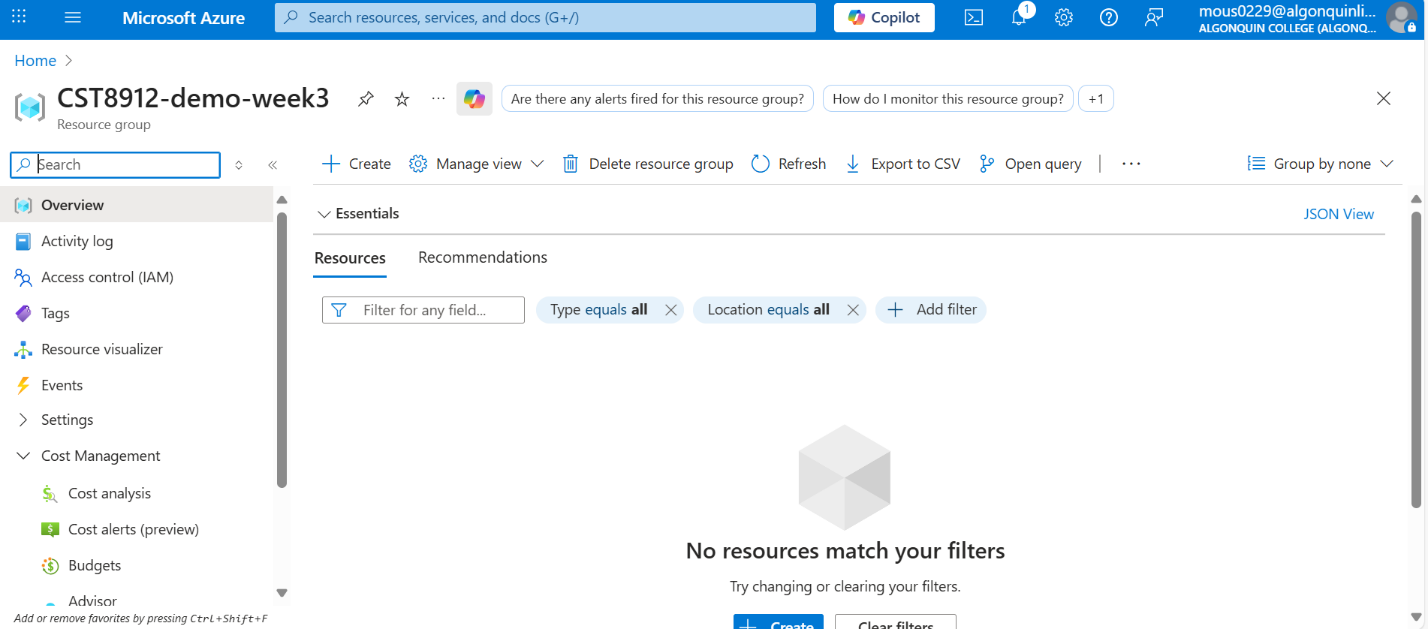 Microsoft Azure
Search resources, services, and docs (G+/)
Copilot
1
mous0229@algonquinli...
ALGONQUIN COLLEGE (ALGONQ...
Home
CST8912-demo-week3
Resource group
Are there any alerts fired for this resource group?
How do I monitor this resource group?
+1
Search
Create
Manage view
Delete resource group
Refresh
Export to CSV
Open query
Group by none
Overview
Activity log
Access control (IAM)
Tags
Resource visualizer
Events
Settings
Cost Management
Cost analysis
Cost alerts (preview)
Budgets
Advisor
Add or remove favorites by pressing Ctrl+Shift+F
Essentials
JSON View
Resources
Recommendations
Filter for any field...
Type equals all
Location equals all
Add filter
No resources match your filters
Try changing or clearing your filters.
Create
Clear filters